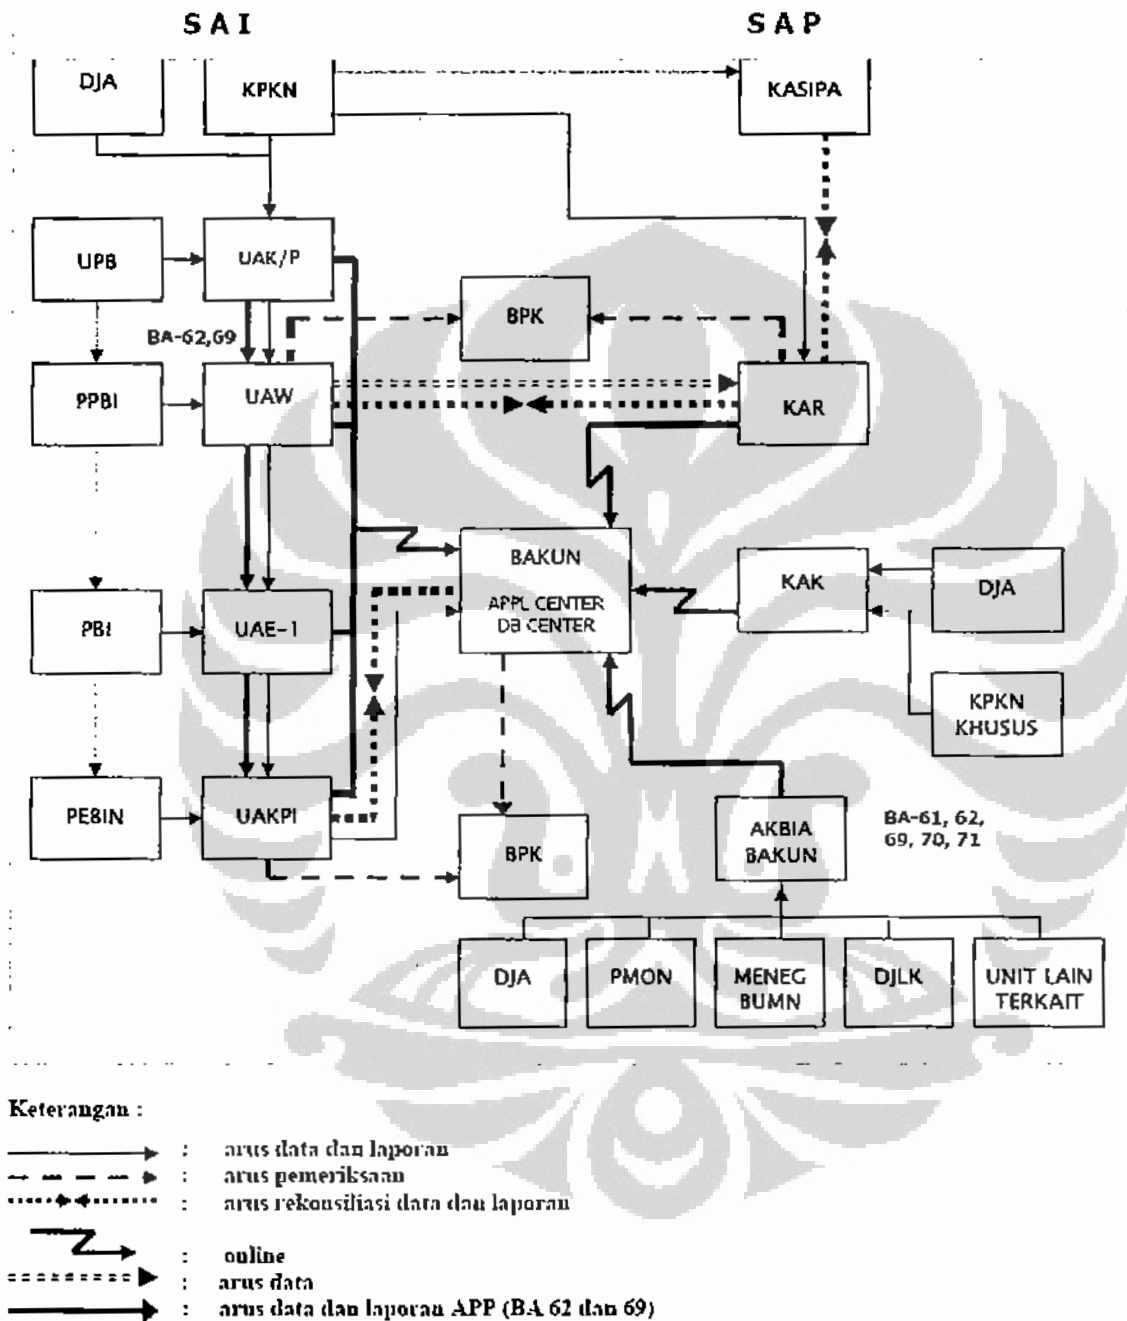 SAI
SAP
DJA
KPKN
KASIPA
UPB
UAK/P
BPK
BA-62,69
PPBI
UAW
KAR
BAKUN
APPL CENTER
DB CENTER
KAK
DJA
PBI
UAE-1
KPKN
KHUSUS
PEBIN
UAKPI
BPK
AKBIA
BAKUN
BA-61, 62,
69, 70, 71
DJA
PMON
MENEG
BUMN
DJLK
UNIT LAIN
TERKAIT
Keterangan :
: arus data dan laporan
: arus pemeriksaan
: arus rekonsiliasi data dan laporan
: online
: arus data
: arus data dan laporan APP (BA 62 dan 69)